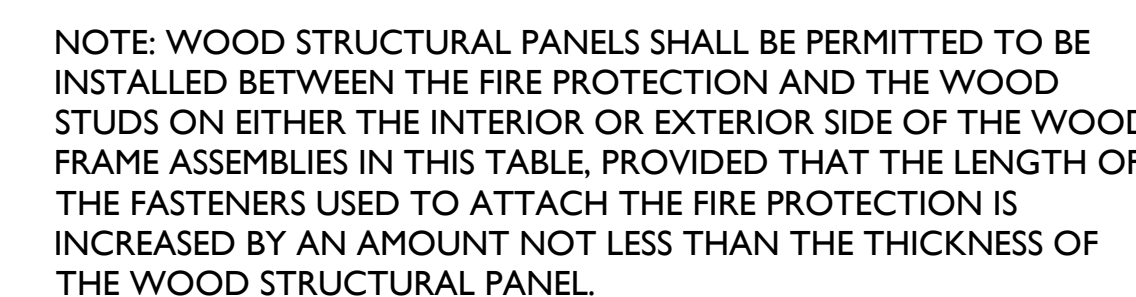 NOTE: WOOD STRUCTURAL PANELS SHALL BE PERMITTED TO BE
INSTALLED BETWEEN THE FIRE PROTECTION AND THE WOOD
STUDS ON EITHER THE INTERIOR OR EXTERIOR SIDE OF THE WOOD
FRAME ASSEMBLIES IN THIS TABLE, PROVIDED THAT THE LENGTH OF
THE FASTENERS USED TO ATTACH THE FIRE PROTECTION IS
INCREASED BY AN AMOUNT NOT LESS THAN THE THICKNESS OF
THE WOOD STRUCTURAL PANEL.